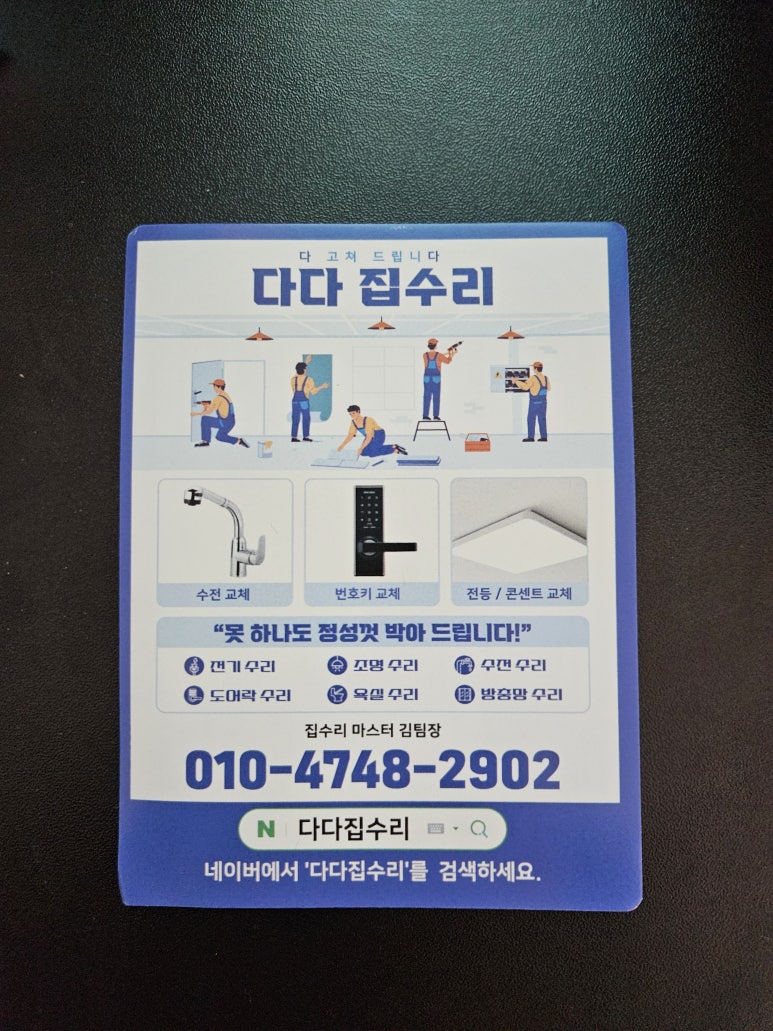 다 고쳐 드립니다
다다 집수리
수전 교체
번호키 교체
전등 / 콘센트 교체
“못 하나도 정성껏 박아 드립니다!”
전기 수리 조명 수리 수전 수리
도어락 수리 욕실 수리 방충망 수리
집수리 마스터 김팀장
010-4748-2902
N 다다집수리
네이버에서 '다다집수리'를 검색하세요.